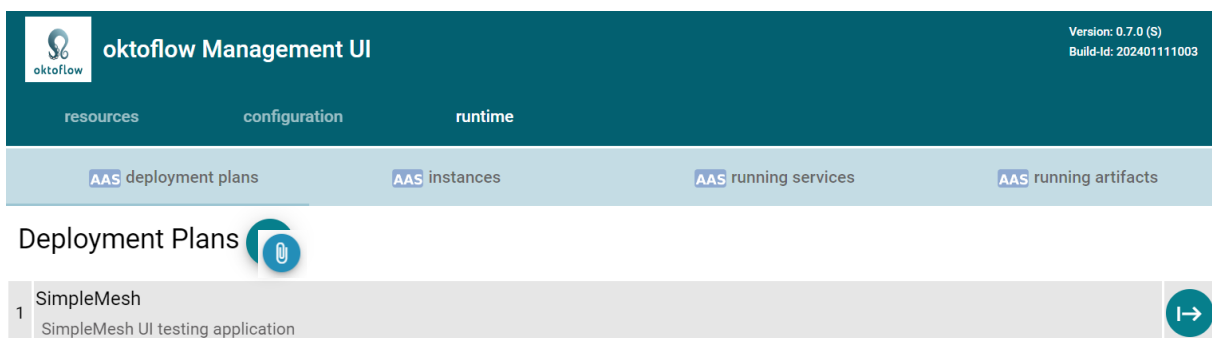 oktoflow
oktoflow Management UI
Version: 0.7.0 (S)
Build-Id: 202401111003
resources configuration runtime
AAS deployment plans AAS instances AAS running services AAS running artifacts
Deployment Plans
1 SimpleMesh
SimpleMesh UI testing application